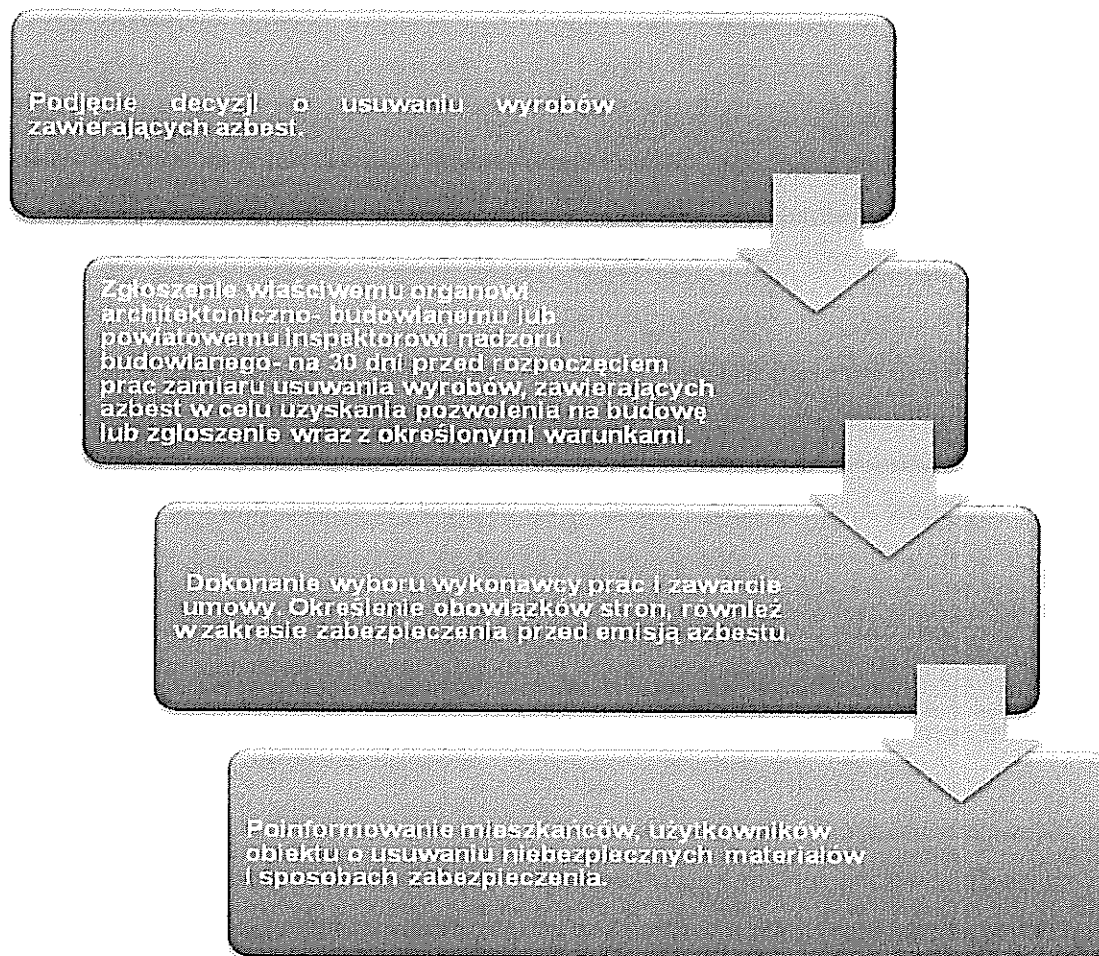 Podjęcie decyzji o usuwaniu wyrobów
zawierających azbest.
Zgłoszenie właściwemu organowi
architektoniczno- budowlanemu lub
powiatowemu inspektorowi nadzoru
budowlanego- na 30 dni przed rozpoczęciem
prac zamiaru usuwania wyrobów, zawierających
azbest w celu uzyskania pozwolenia na budowę
lub zgłoszenie wraz z określonymi warunkami.
Dokonanie wyboru wykonawcy prac i zawarcie
umowy. Określenie obowiązków stron, również
w zakresie zabezpieczenia przed emisją azbestu.
Poinformowanie mieszkańców, użytkowników
obiektu o usuwaniu niebezpiecznych materiałów
i sposobach zabezpieczenia.